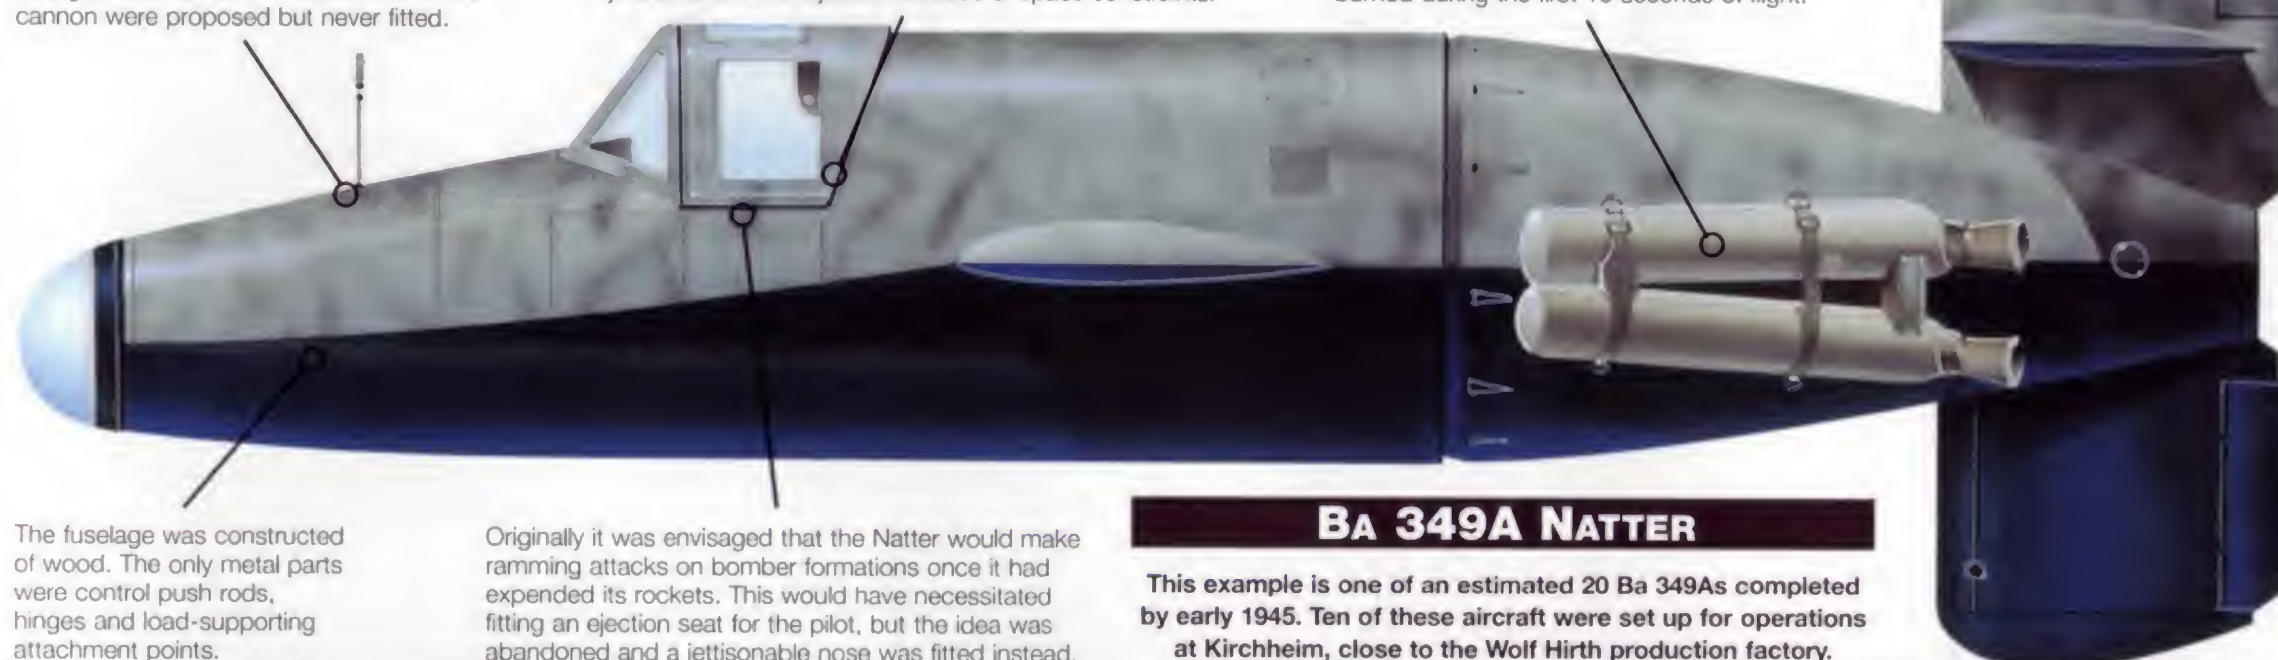 cannon were proposed but never fitted.
The fuselage was constructed
of wood. The only metal parts
were control push rods,
hinges and load-supporting
attachment points.
Originally it was envisaged that the Natter would make
ramming attacks on bomber formations once it had
expended its rockets. This would have necessitated
fitting an ejection seat for the pilot, but the idea was
abandoned and a jettisonable nose was fitted instead.
BA 349A NATTER
This example is one of an estimated 20 Ba 349As completed
by early 1945. Ten of these aircraft were set up for operations
at Kirchheim, close to the Wolf Hirth production factory.